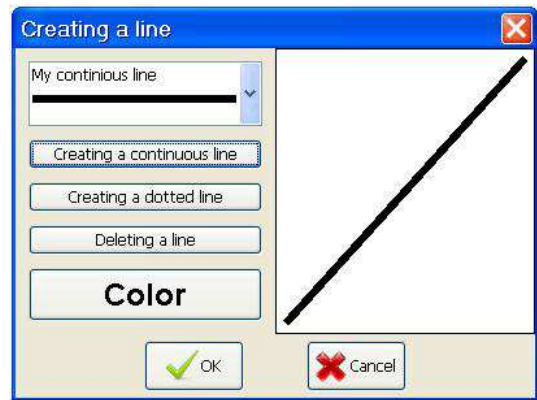 Creating a line
My continious line
Creating a continuous line
Creating a dotted line
Deleting a line
Color
OK
Cancel